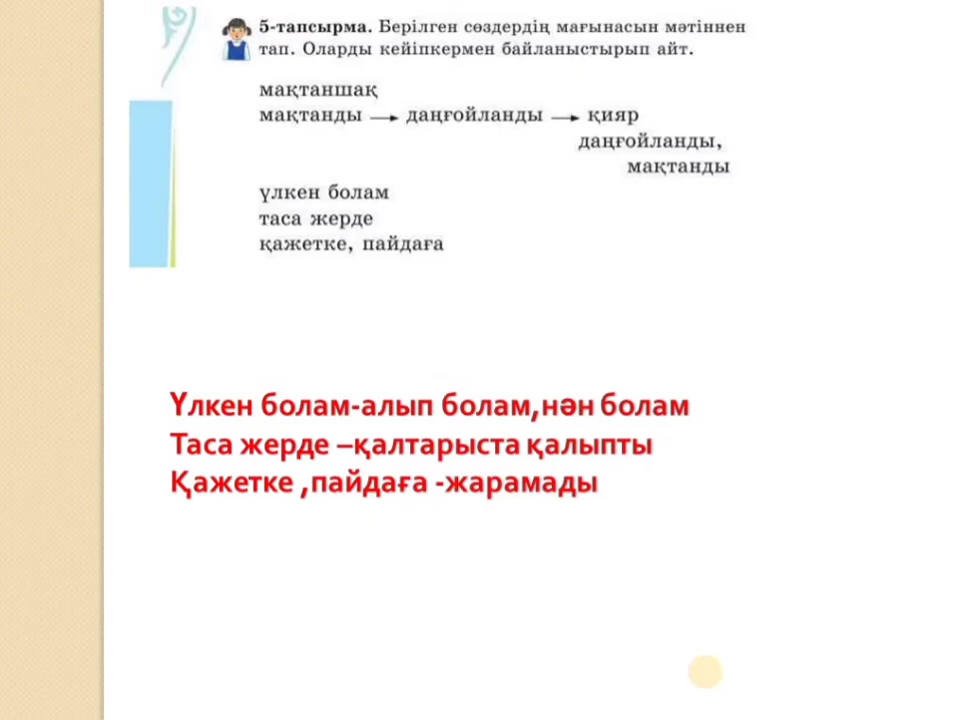 5-тапсырма. Берілген сөздердің мағынасын мәтіннен
тап. Оларды кейіпкермен байланыстырып айт.
мақтаншақ
мақтанды → даңғойланды → қияр
даңғойланды,
мақтанды
үлкен болам
таса жерде
қажетке, пайдаға
Үлкен болам-алып болам,нән болам
Таса жерде –қалтарыста қалыпты
Қажетке ,пайдаға -жарамады